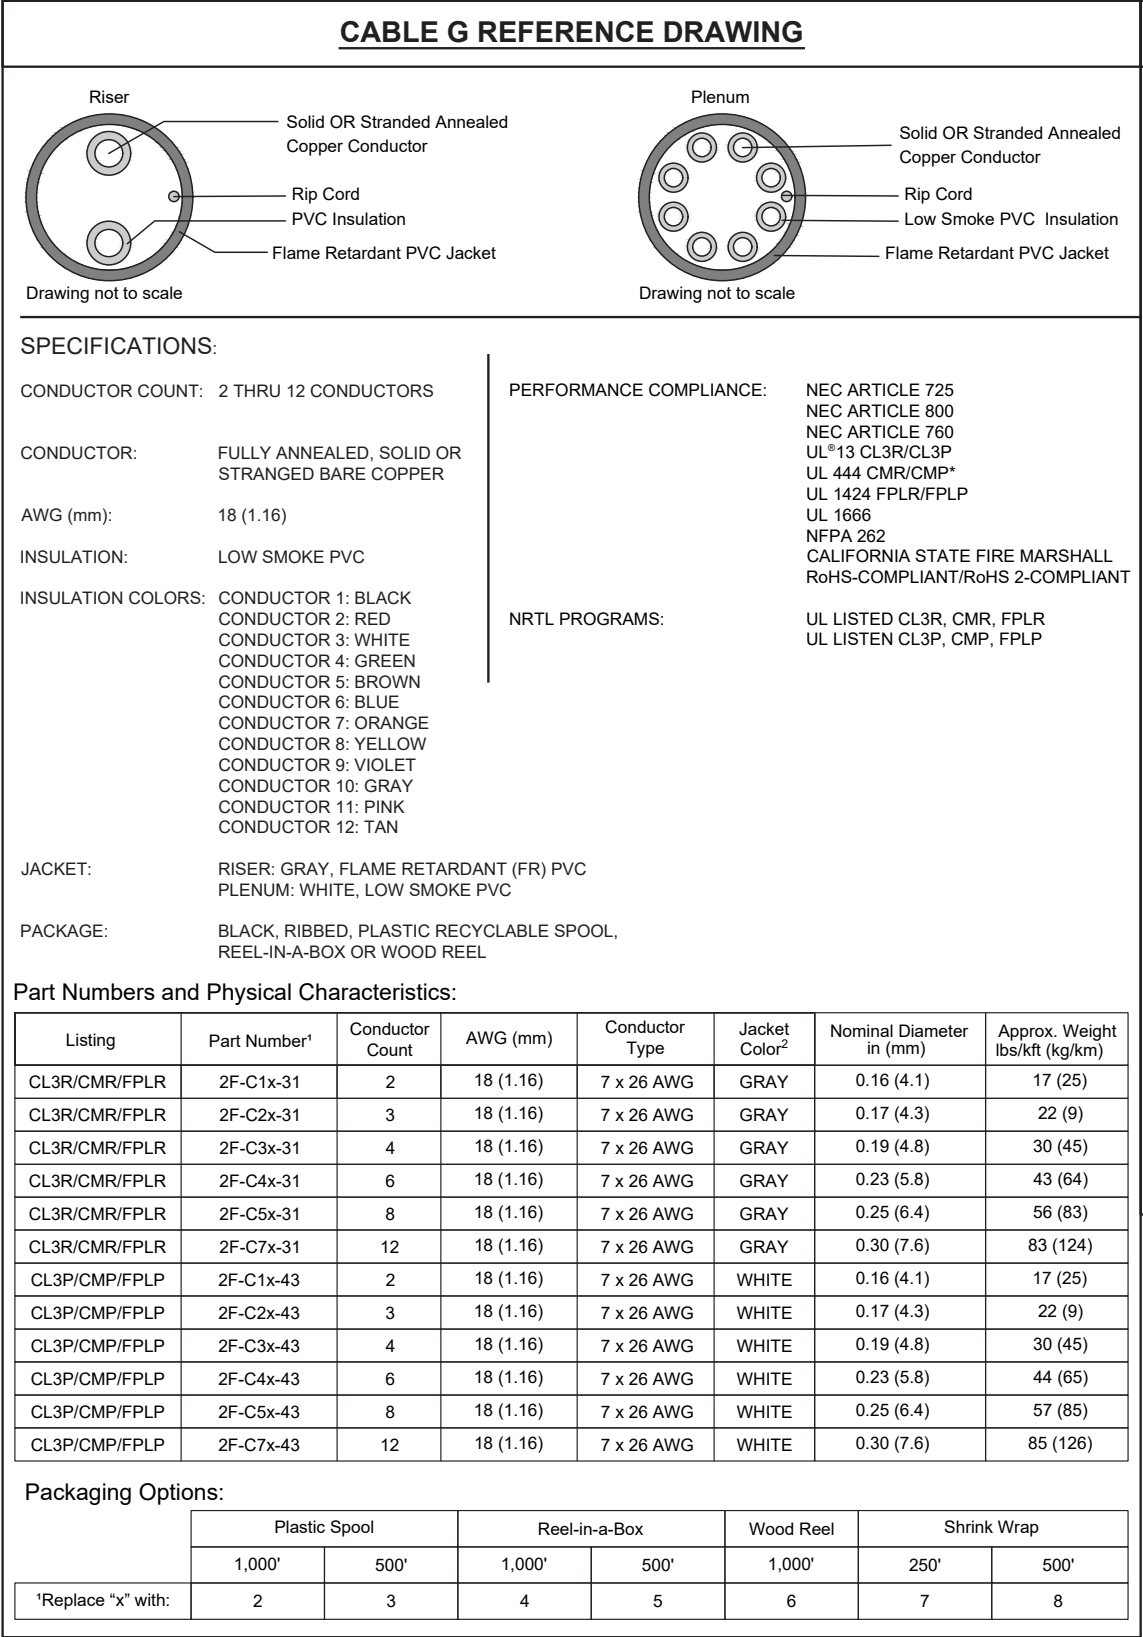 CABLE G REFERENCE DRAWING
Riser
Solid OR Stranded Annealed
Copper Conductor
Rip Cord
PVC Insulation
Flame Retardant PVC Jacket
Drawing not to scale
Plenum
Solid OR Stranded Annealed
Copper Conductor
Rip Cord
Low Smoke PVC Insulation
Flame Retardant PVC Jacket
Drawing not to scale
SPECIFICATIONS:
CONDUCTOR COUNT: 2 THRU 12 CONDUCTORS
CONDUCTOR: FULLY ANNEALED, SOLID OR
STRANGED BARE COPPER
AWG (mm): 18 (1.16)
INSULATION: LOW SMOKE PVC
INSULATION COLORS: CONDUCTOR 1: BLACK
CONDUCTOR 2: RED
CONDUCTOR 3: WHITE
CONDUCTOR 4: GREEN
CONDUCTOR 5: BROWN
CONDUCTOR 6: BLUE
CONDUCTOR 7: ORANGE
CONDUCTOR 8: YELLOW
CONDUCTOR 9: VIOLET
CONDUCTOR 10: GRAY
CONDUCTOR 11: PINK
CONDUCTOR 12: TAN
JACKET: RISER: GRAY, FLAME RETARDANT (FR) PVC
PLENUM: WHITE, LOW SMOKE PVC
PACKAGE: BLACK, RIBBED, PLASTIC RECYCLABLE SPOOL,
REEL-IN-A-BOX OR WOOD REEL
PERFORMANCE COMPLIANCE: NEC ARTICLE 725
NEC ARTICLE 800
NEC ARTICLE 760
UL®13 CL3R/CL3P
UL 444 CMR/CMP*
UL 1424 FPLR/FPLP
UL 1666
NFPA 262
CALIFORNIA STATE FIRE MARSHALL
RoHS-COMPLIANT/RoHS 2-COMPLIANT
NRTL PROGRAMS: UL LISTED CL3R, CMR, FPLR
UL LISTEN CL3P, CMP, FPLP
Part Numbers and Physical Characteristics:
Listing Part Number¹ Conductor Count AWG (mm) Conductor Type Jacket Color² Nominal Diameter in (mm) Approx. Weight lbs/kft (kg/km)
CL3R/CMR/FPLR 2F-C1x-31 2 18 (1.16) 7 x 26 AWG GRAY 0.16 (4.1) 17 (25)
CL3R/CMR/FPLR 2F-C2x-31 3 18 (1.16) 7 x 26 AWG GRAY 0.17 (4.3) 22 (9)
CL3R/CMR/FPLR 2F-C3x-31 4 18 (1.16) 7 x 26 AWG GRAY 0.19 (4.8) 30 (45)
CL3R/CMR/FPLR 2F-C4x-31 6 18 (1.16) 7 x 26 AWG GRAY 0.23 (5.8) 43 (64)
CL3R/CMR/FPLR 2F-C5x-31 8 18 (1.16) 7 x 26 AWG GRAY 0.25 (6.4) 56 (83)
CL3R/CMR/FPLR 2F-C7x-31 12 18 (1.16) 7 x 26 AWG GRAY 0.30 (7.6) 83 (124)
CL3P/CMP/FPLP 2F-C1x-43 2 18 (1.16) 7 x 26 AWG WHITE 0.16 (4.1) 17 (25)
CL3P/CMP/FPLP 2F-C2x-43 3 18 (1.16) 7 x 26 AWG WHITE 0.17 (4.3) 22 (9)
CL3P/CMP/FPLP 2F-C3x-43 4 18 (1.16) 7 x 26 AWG WHITE 0.19 (4.8) 30 (45)
CL3P/CMP/FPLP 2F-C4x-43 6 18 (1.16) 7 x 26 AWG WHITE 0.23 (5.8) 44 (65)
CL3P/CMP/FPLP 2F-C5x-43 8 18 (1.16) 7 x 26 AWG WHITE 0.25 (6.4) 57 (85)
CL3P/CMP/FPLP 2F-C7x-43 12 18 (1.16) 7 x 26 AWG WHITE 0.30 (7.6) 85 (126)
Packaging Options:
Plastic Spool Reel-in-a-Box Wood Reel Shrink Wrap
1,000' 500' 1,000' 500' 1,000' 250' 500'
¹Replace “x” with: 2 3 4 5 6 7 8